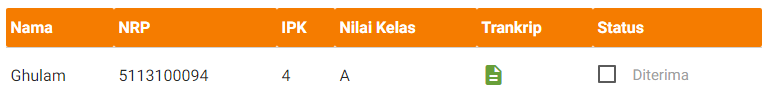 Nama NRP IPK Nilai Kelas Trankrip Status
Ghulam 5113100094 4 A Diterima